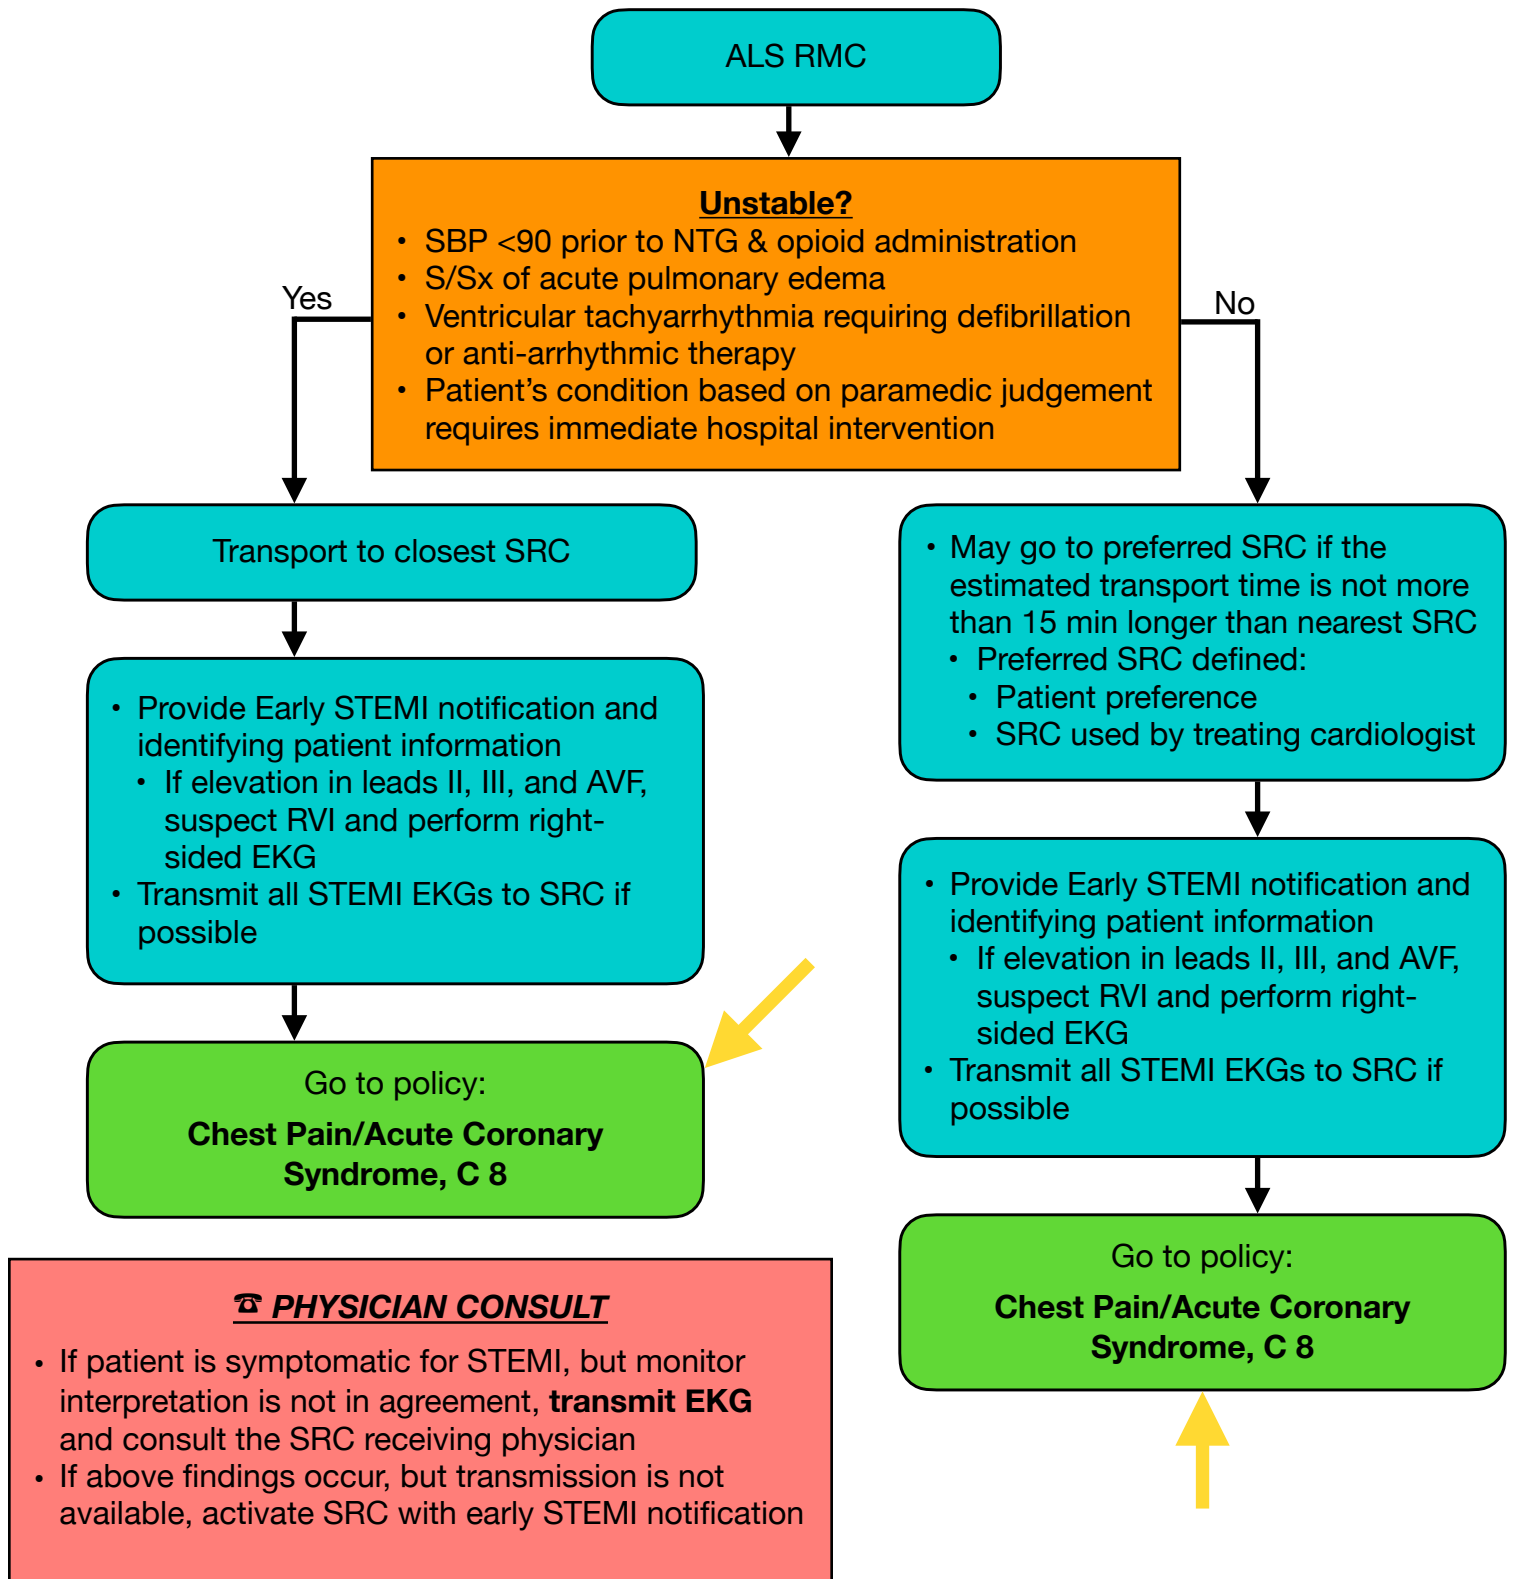 ALS RMC
Unstable?
• SBP <90 prior to NTG & opioid administration
• S/Sx of acute pulmonary edema
• Ventricular tachyarrhythmia requiring defibrillation
or anti-arrhythmic therapy
• Patient's condition based on paramedic judgement
requires immediate hospital intervention
Yes
No
Transport to closest SRC
• Provide Early STEMI notification and
identifying patient information
• If elevation in leads II, III, and AVF,
suspect RVI and perform right-
sided EKG
• Transmit all STEMI EKGs to SRC if
possible
Go to policy:
Chest Pain/Acute Coronary
Syndrome, C 8
• May go to preferred SRC if the
estimated transport time is not more
than 15 min longer than nearest SRC
• Preferred SRC defined:
• Patient preference
• SRC used by treating cardiologist
• Provide Early STEMI notification and
identifying patient information
• If elevation in leads II, III, and AVF,
suspect RVI and perform right-
sided EKG
• Transmit all STEMI EKGs to SRC if
possible
Go to policy:
Chest Pain/Acute Coronary
Syndrome, C 8
☎ PHYSICIAN CONSULT
• If patient is symptomatic for STEMI, but monitor
interpretation is not in agreement, transmit EKG
and consult the SRC receiving physician
• If above findings occur, but transmission is not
available, activate SRC with early STEMI notification